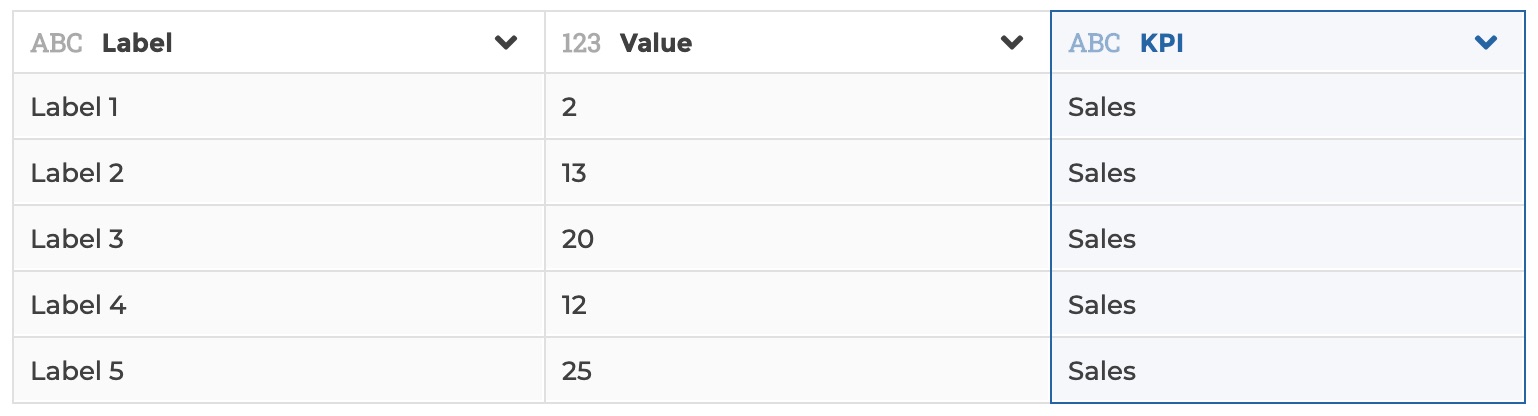 ABC Label 123 Value ABC KPI
Label 1 2 Sales
Label 2 13 Sales
Label 3 20 Sales
Label 4 12 Sales
Label 5 25 Sales